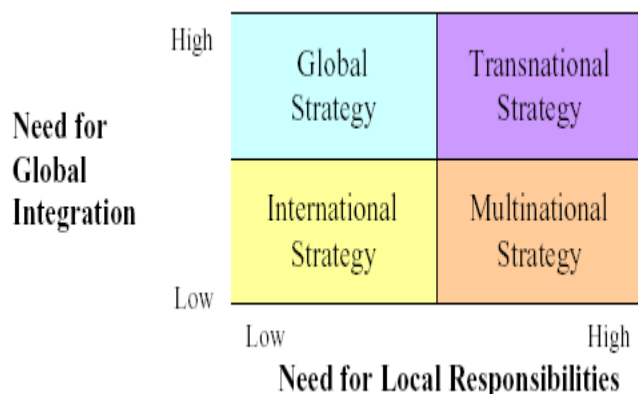 High
Global
Strategy
Transnational
Strategy
Need for
Global
Integration
International
Strategy
Multinational
Strategy
Low
Low
High
Need for Local Responsibilities